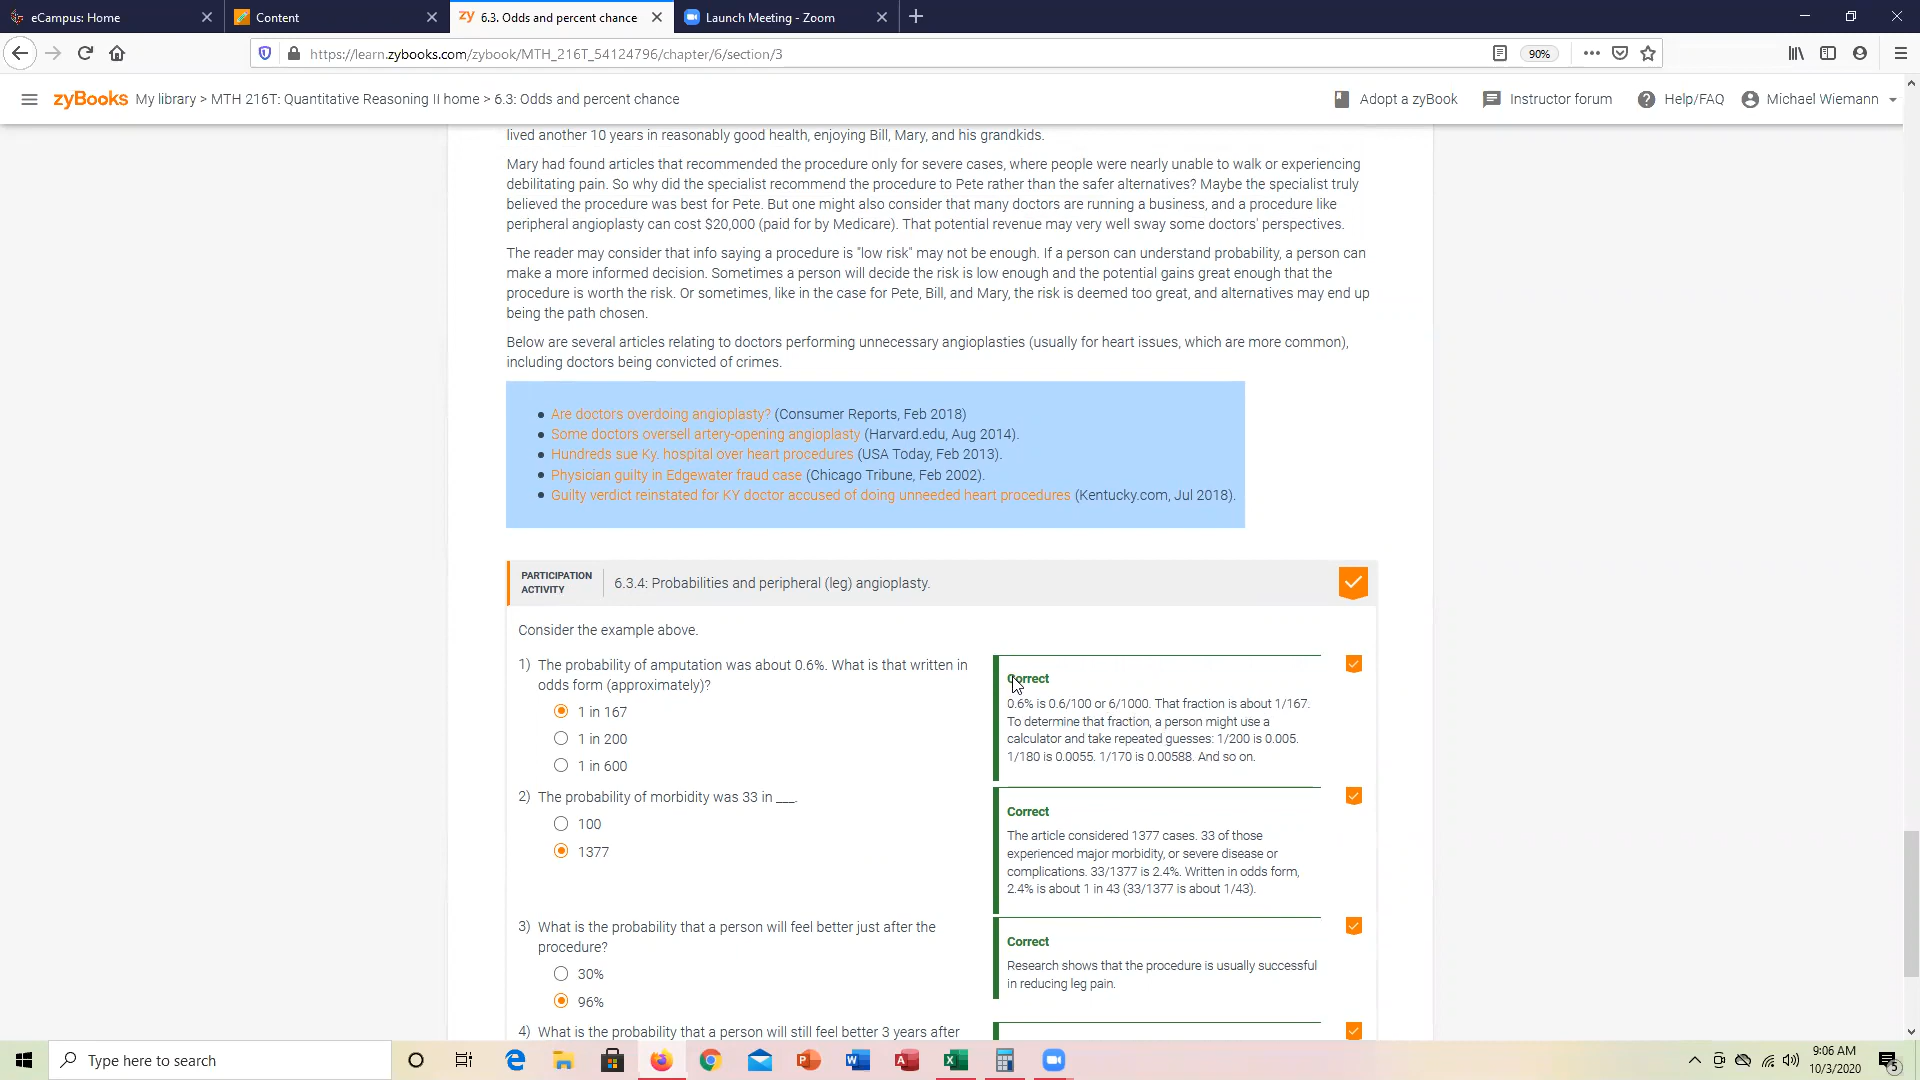 eCampus: Home
Content
zy 6.3. Odds and percent chance
Launch Meeting - Zoom
https://learn.zybooks.com/zybook/MTH_216T_54124796/chapter/6/section/3
90%
zyBooks My library > MTH 216T: Quantitative Reasoning II home > 6.3: Odds and percent chance
Adopt a zyBook
Instructor forum
Help/FAQ
Michael Wiemann
lived another 10 years in reasonably good health, enjoying Bill, Mary, and his grandkids.
Mary had found articles that recommended the procedure only for severe cases, where people were nearly unable to walk or experiencing
debilitating pain. So why did the specialist recommend the procedure to Pete rather than the safer alternatives? Maybe the specialist truly
believed the procedure was best for Pete. But one might also consider that many doctors are running a business, and a procedure like
peripheral angioplasty can cost $20,000 (paid for by Medicare). That potential revenue may very well sway some doctors' perspectives.
The reader may consider that info saying a procedure is "low risk" may not be enough. If a person can understand probability, a person can
make a more informed decision. Sometimes a person will decide the risk is low enough and the potential gains great enough that the
procedure is worth the risk. Or sometimes, like in the case for Pete, Bill, and Mary, the risk is deemed too great, and alternatives may end up
being the path chosen.
Below are several articles relating to doctors performing unnecessary angioplasties (usually for heart issues, which are more common),
including doctors being convicted of crimes.
• Are doctors overdoing angioplasty? (Consumer Reports, Feb 2018)
• Some doctors oversell artery-opening angioplasty (Harvard.edu, Aug 2014).
• Hundreds sue Ky. hospital over heart procedures (USA Today, Feb 2013).
• Physician guilty in Edgewater fraud case (Chicago Tribune, Feb 2002).
• Guilty verdict reinstated for KY doctor accused of doing unneeded heart procedures (Kentucky.com, Jul 2018).
PARTICIPATION
ACTIVITY
6.3.4: Probabilities and peripheral (leg) angioplasty.
Consider the example above.
1) The probability of amputation was about 0.6%. What is that written in
odds form (approximately)?
1 in 167
1 in 200
1 in 600
Correct
0.6% is 0.6/100 or 6/1000. That fraction is about 1/167.
To determine that fraction, a person might use a
calculator and take repeated guesses: 1/200 is 0.005.
1/180 is 0.0055. 1/170 is 0.00588. And so on.
2) The probability of morbidity was 33 in ___.
100
1377
Correct
The article considered 1377 cases. 33 of those
experienced major morbidity, or severe disease or
complications. 33/1377 is 2.4%. Written in odds form,
2.4% is about 1 in 43 (33/1377 is about 1/43).
3) What is the probability that a person will feel better just after the
procedure?
30%
96%
Correct
Research shows that the procedure is usually successful
in reducing leg pain.
4) What is the probability that a person will still feel better 3 years after
Type here to search
9:06 AM
10/3/2020
5